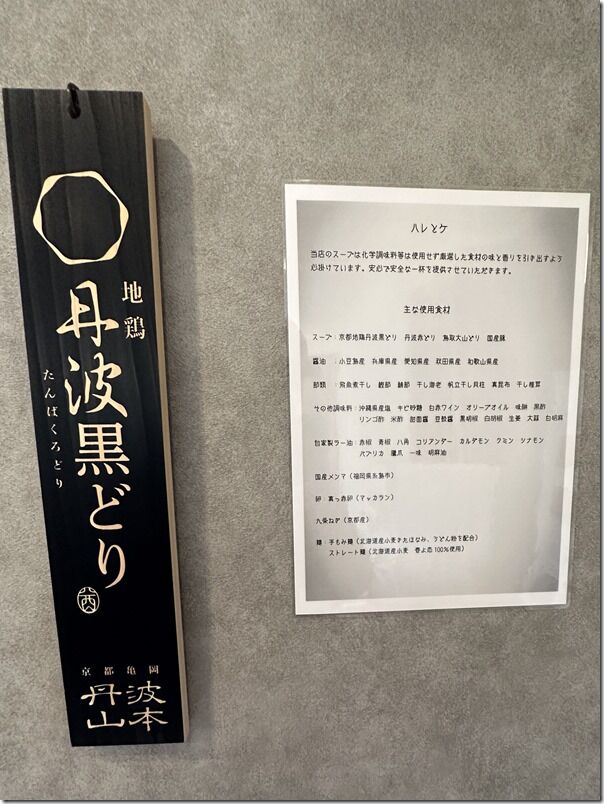 地鶏
丹波黒どり
たんばくろどり
京都亀岡
丹波
山本
ハレとケ
当店のスープは化学調味料等は使用せず厳選した食材の味と香りを引き出すよう
心掛けています。安心で安全な一杯を提供させていただきます。
主な使用食材
スープ：京都地鶏丹波黒どり　丹波赤どり　鳥取大山どり　国産豚
醤油　：小豆島産　兵庫県産　愛知県産　秋田県産　和歌山県産
節類　：飛魚煮干し　鰹節　鯖節　干し海老　帆立干し貝柱　真昆布　干し椎茸
その他調味料：沖縄県産塩　キビ砂糖　白赤ワイン　オリーブオイル　味醂　黒酢
リンゴ酢　米酢　甜面醤　豆板醤　黒胡椒　白胡椒　生姜　大蒜　白胡麻
自家製ラー油：赤椒　青椒　八角　コリアンダー　カルダモン　クミン　シナモン
パプリカ　鷹爪　一味　胡麻油
国産メンマ（福岡県糸島市）
卵：真っ赤卵（マッカラン）
九条ねぎ（京都産）
麺：手もみ麺（北海道産小麦きたほなみ、うどん粉を配合）
ストレート麺（北海道産小麦　春よ恋100％使用）